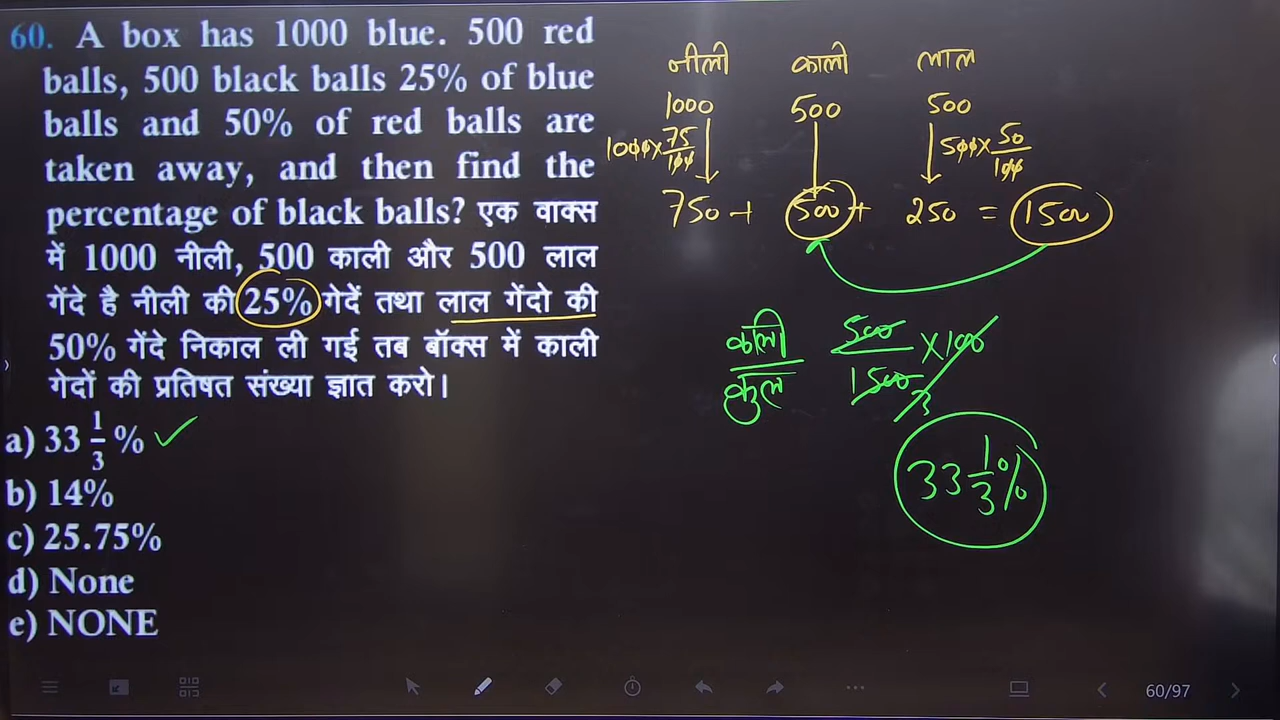 60. A box has 1000 blue. 500 red
balls, 500 black balls 25% of blue
balls and 50% of red balls are
taken away, and then find the
percentage of black balls? एक वाक्स
में 1000 नीली, 500 काली और 500 लाल
गेंदे है नीली की 25% गेदें तथा लाल गेंदो की
50% गेंदे निकाल ली गई तब बॉक्स में काली
गेदों की प्रतिषत संख्या ज्ञात करो।
a) 33 1/3 %
b) 14%
c) 25.75%
d) None
e) NONE
नीली काली लाल
1000 500 500
1000 × 75/100 500 × 50/100
750 + 500 + 250 = 1500
काली/कुल 500/1500 × 100
3
33 1/3 %
60/97